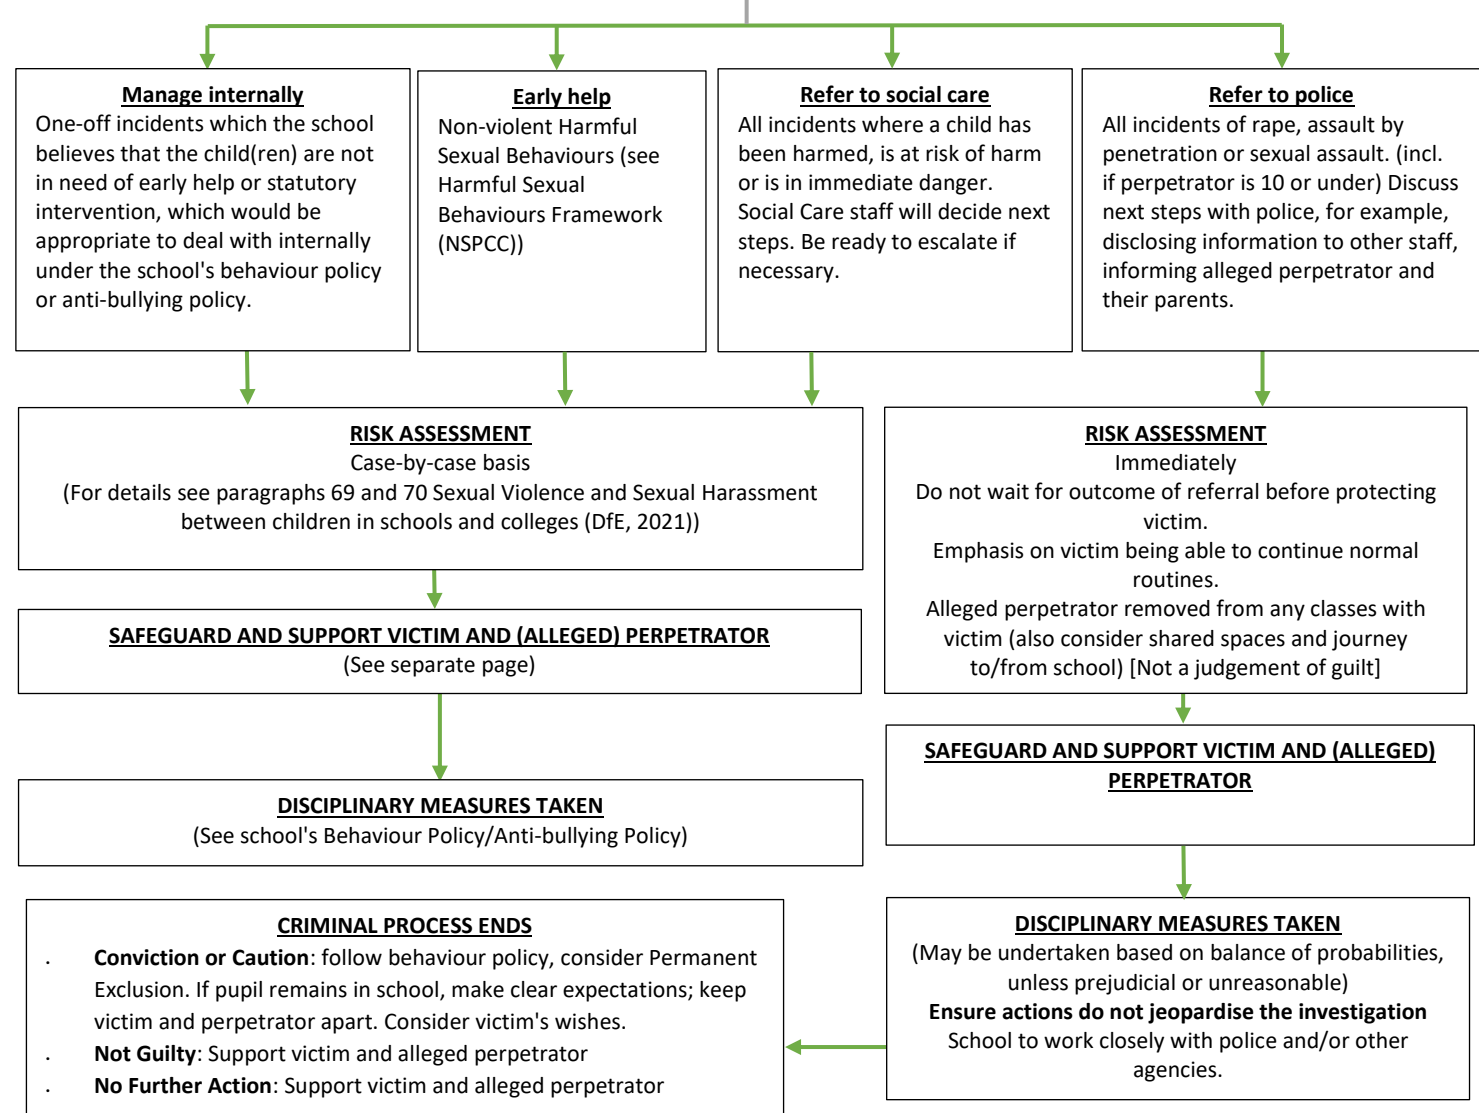 Manage internally
One-off incidents which the school
believes that the child(ren) are not
in need of early help or statutory
intervention, which would be
appropriate to deal with internally
under the school's behaviour policy
or anti-bullying policy.
Early help
Non-violent Harmful
Sexual Behaviours (see
Harmful Sexual
Behaviours Framework
(NSPCC))
Refer to social care
All incidents where a child has
been harmed, is at risk of harm
or is in immediate danger.
Social Care staff will decide next
steps. Be ready to escalate if
necessary.
Refer to police
All incidents of rape, assault by
penetration or sexual assault. (incl.
if perpetrator is 10 or under) Discuss
next steps with police, for example,
disclosing information to other staff,
informing alleged perpetrator and
their parents.
RISK ASSESSMENT
Case-by-case basis
(For details see paragraphs 69 and 70 Sexual Violence and Sexual Harassment
between children in schools and colleges (DfE, 2021))
RISK ASSESSMENT
Immediately
Do not wait for outcome of referral before protecting
victim.
Emphasis on victim being able to continue normal
routines.
Alleged perpetrator removed from any classes with
victim (also consider shared spaces and journey
to/from school) [Not a judgement of guilt]
SAFEGUARD AND SUPPORT VICTIM AND (ALLEGED) PERPETRATOR
(See separate page)
SAFEGUARD AND SUPPORT VICTIM AND (ALLEGED)
PERPETRATOR
DISCIPLINARY MEASURES TAKEN
(See school's Behaviour Policy/Anti-bullying Policy)
DISCIPLINARY MEASURES TAKEN
(May be undertaken based on balance of probabilities,
unless prejudicial or unreasonable)
Ensure actions do not jeopardise the investigation
School to work closely with police and/or other
agencies.
CRIMINAL PROCESS ENDS
. Conviction or Caution: follow behaviour policy, consider Permanent
Exclusion. If pupil remains in school, make clear expectations; keep
victim and perpetrator apart. Consider victim's wishes.
. Not Guilty: Support victim and alleged perpetrator
. No Further Action: Support victim and alleged perpetrator